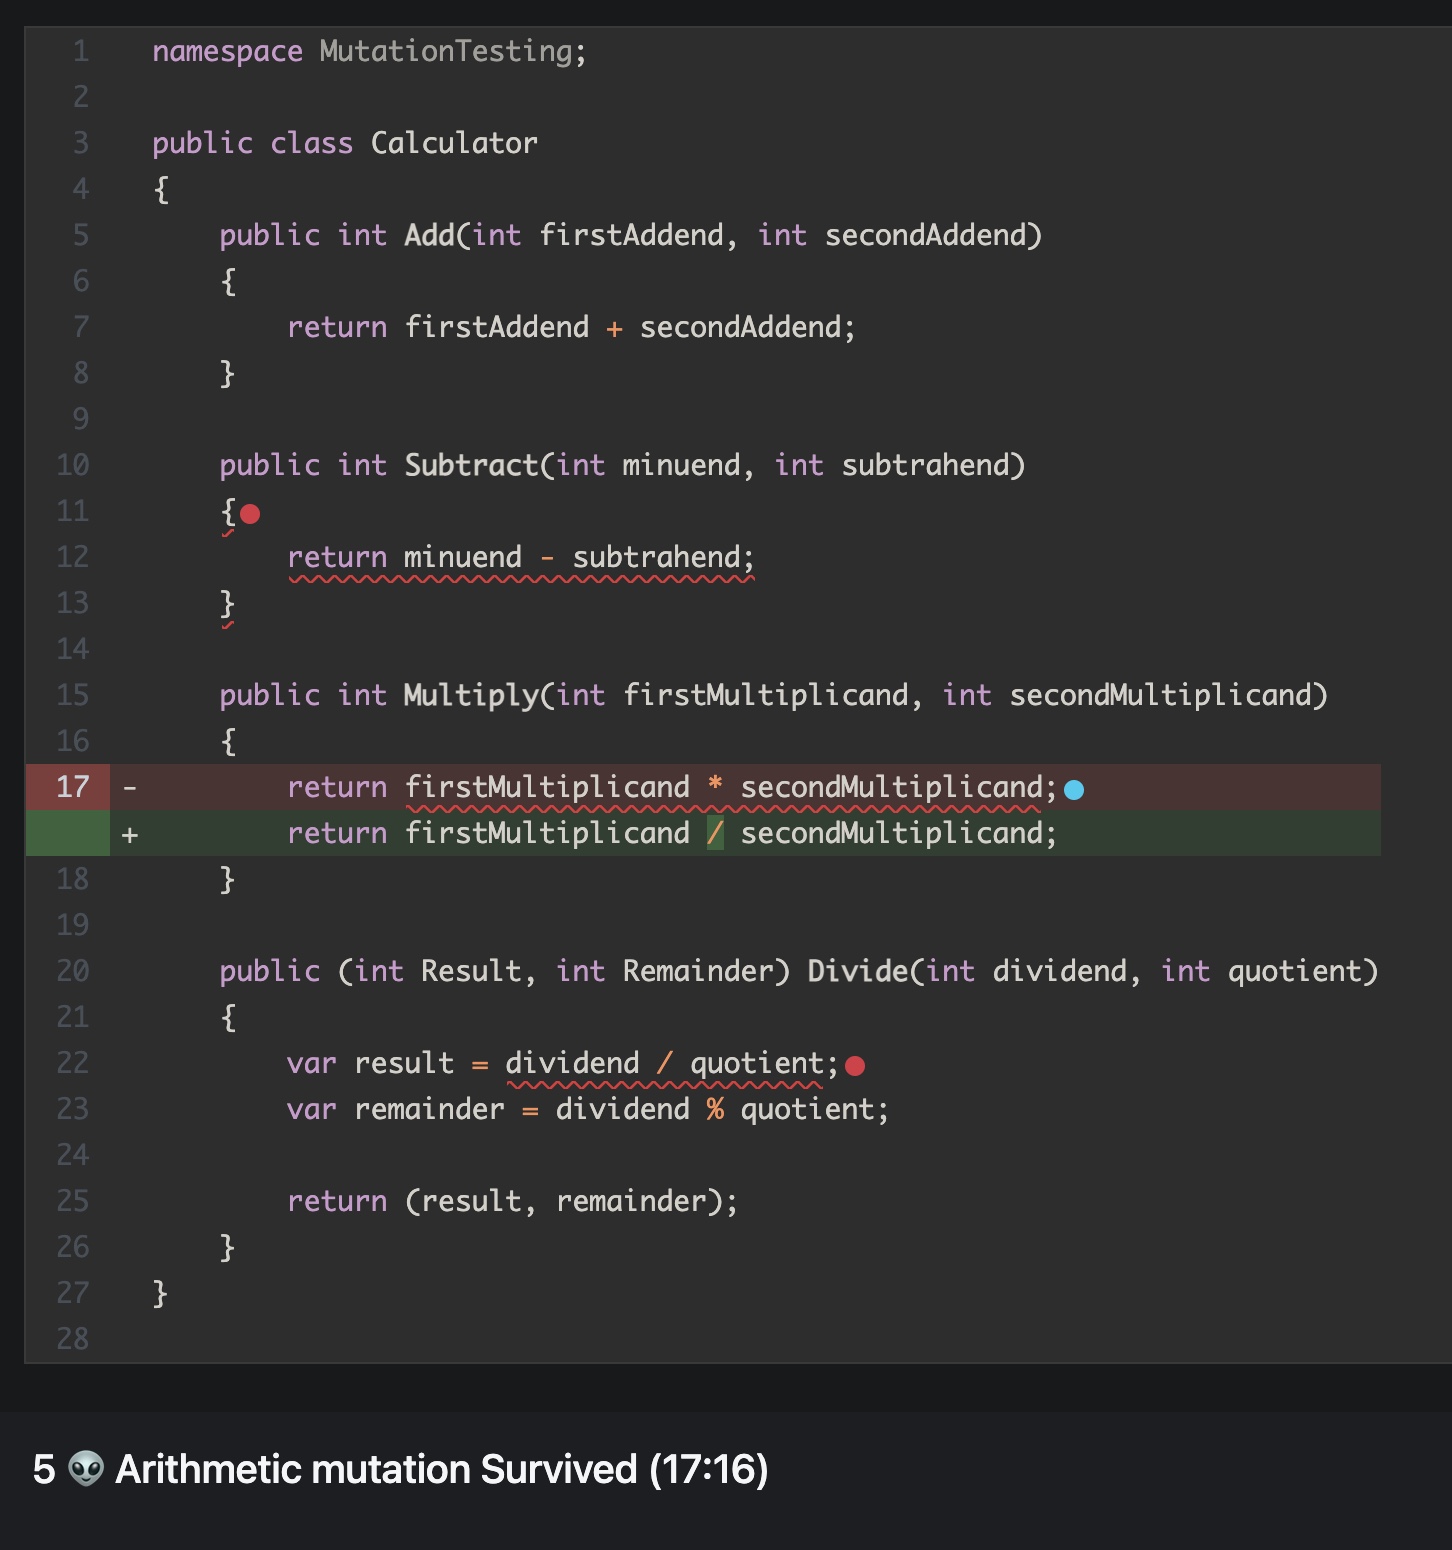 1 namespace MutationTesting;
2
3 public class Calculator
4 {
5     public int Add(int firstAddend, int secondAddend)
6     {
7         return firstAddend + secondAddend;
8     }
9
10     public int Subtract(int minuend, int subtrahend)
11     {
12         return minuend - subtrahend;
13     }
14
15     public int Multiply(int firstMultiplicand, int secondMultiplicand)
16     {
17 -         return firstMultiplicand * secondMultiplicand;
+         return firstMultiplicand / secondMultiplicand;
18     }
19
20     public (int Result, int Remainder) Divide(int dividend, int quotient)
21     {
22         var result = dividend / quotient;
23         var remainder = dividend % quotient;
24
25         return (result, remainder);
26     }
27 }
28
5 👽 Arithmetic mutation Survived (17:16)